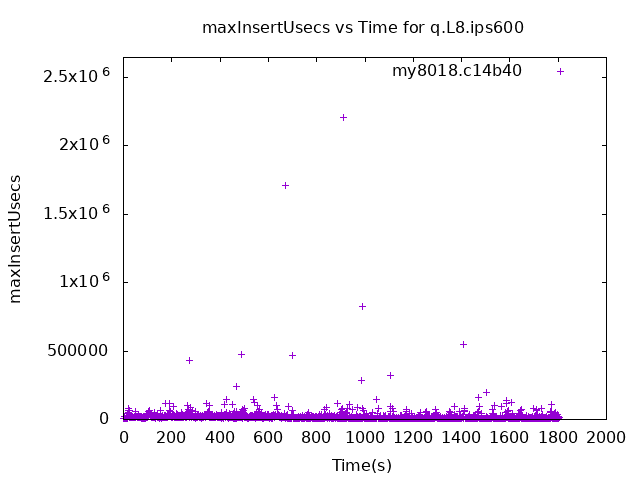 maxInsertUsecs vs Time for q.L8.ips600
my8018.c14b40
2.5x10^6
2x10^6
1.5x10^6
1x10^6
500000
0
maxInsertUsecs
0 200 400 600 800 1000 1200 1400 1600 1800 2000
Time(s)